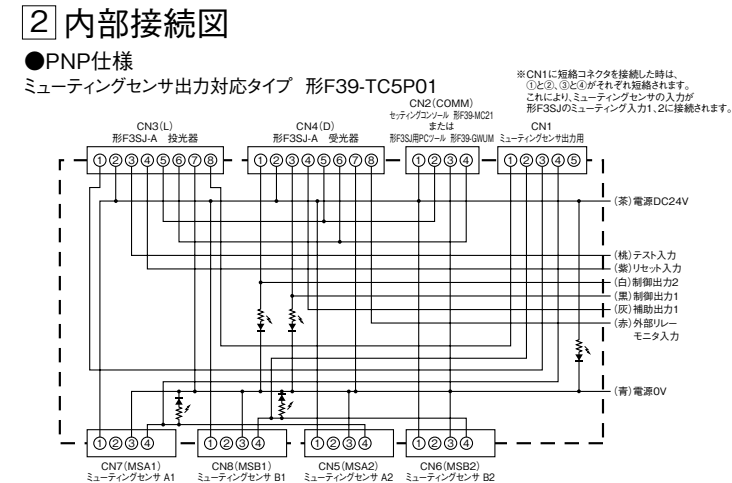 2 内部接続図
●PNP仕様
ミューティングセンサ出力対応タイプ 形F39-TC5P01
※CN1に短絡コネクタを接続した時は、
①と②、③と④がそれぞれ短絡されます。
これにより、ミューティングセンサの入力が
形F3SJのミューティング入力1、2に接続されます。
CN3(L)
形F3SJ-A 投光器
CN4(D)
形F3SJ-A 受光器
CN2(COMM)
セッティングコンソール 形F39-MC21
または
形F3SJ用PCツール 形F39-GWUM
CN1
ミューティングセンサ出力用
①②③④⑤⑥⑦⑧
①②③④⑤⑥⑦⑧
①②③④
①②③④⑤
(茶)電源DC24V
(桃)テスト入力
(紫)リセット入力
(白)制御出力2
(黒)制御出力1
(灰)補助出力1
(赤)外部リレー
モニタ入力
(青)電源0V
①②③④
①②③④
①②③④
①②③④
CN7(MSA1)
ミューティングセンサ A1
CN8(MSB1)
ミューティングセンサ B1
CN5(MSA2)
ミューティングセンサ A2
CN6(MSB2)
ミューティングセンサ B2